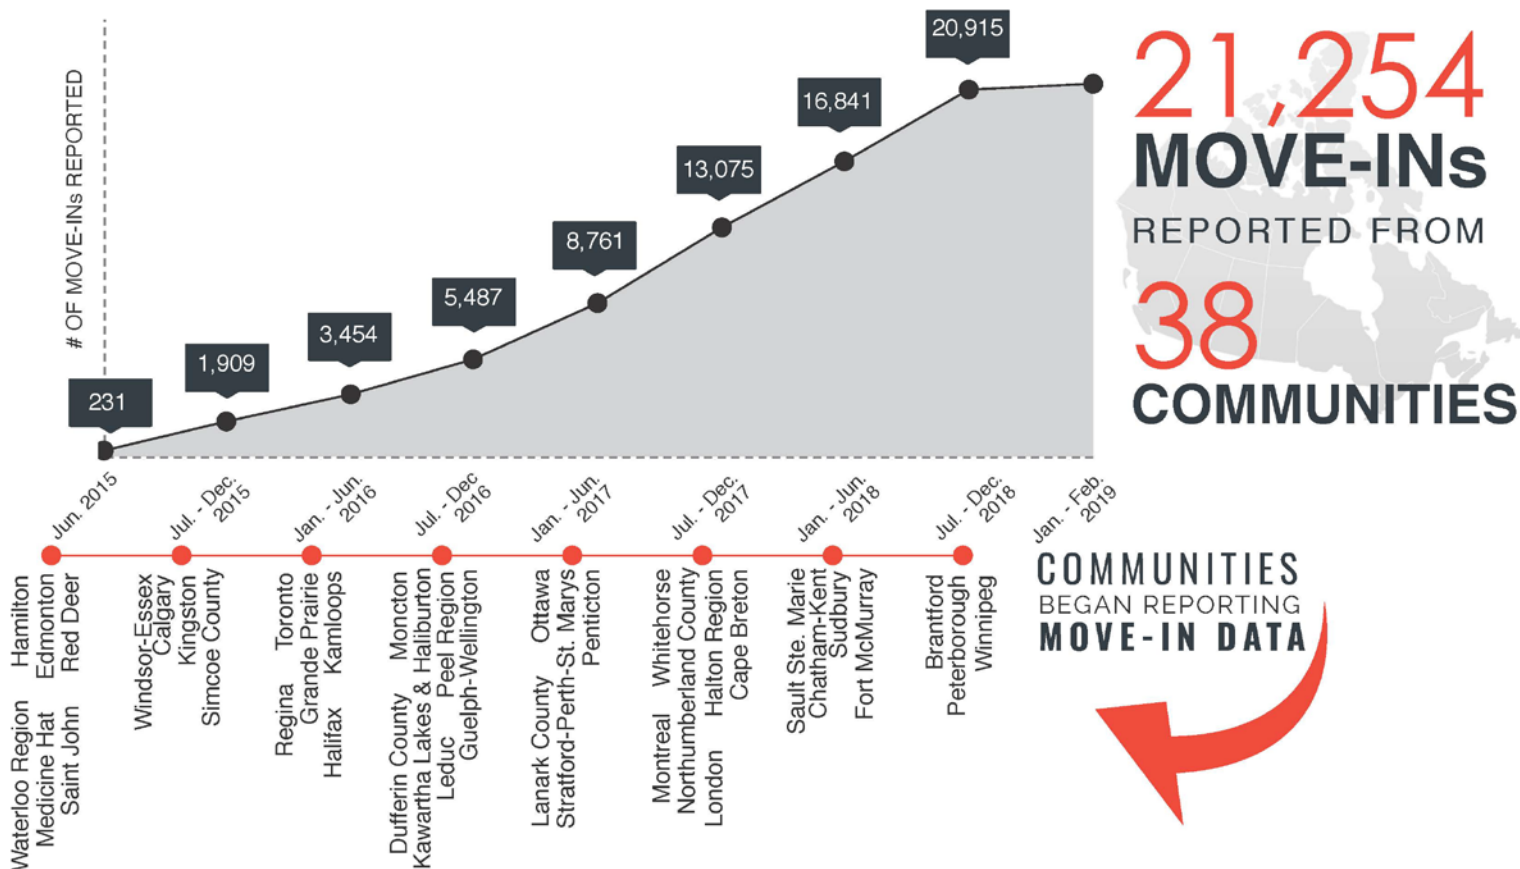 # OF MOVE-INs REPORTED
231
1,909
3,454
5,487
8,761
13,075
16,841
20,915
21,254
MOVE-INs
REPORTED FROM
38
COMMUNITIES
Jun. 2015
Jul. - Dec.
2015
Jan. - Jun.
2016
Jul. - Dec
2016
Jan. - Jun.
2017
Jul. - Dec.
2017
Jan. - Jun.
2018
Jul. - Dec.
2018
Jan. - Feb.
2019
Waterloo Region Hamilton
Medicine Hat Edmonton
Saint John Red Deer
Windsor-Essex
Calgary
Kingston
Simcoe County
Regina Toronto
Grande Prairie
Halifax Kamloops
Dufferin County Moncton
Kawartha Lakes & Haliburton
Leduc Peel Region
Guelph-Wellington
Lanark County Ottawa
Stratford-Perth-St. Marys
Penticton
Montreal Whitehorse
Northumberland County
London Halton Region
Cape Breton
Sault Ste. Marie
Chatham-Kent
Sudbury
Fort McMurray
Brantford
Peterborough
Winnipeg
COMMUNITIES
BEGAN REPORTING
MOVE-IN DATA